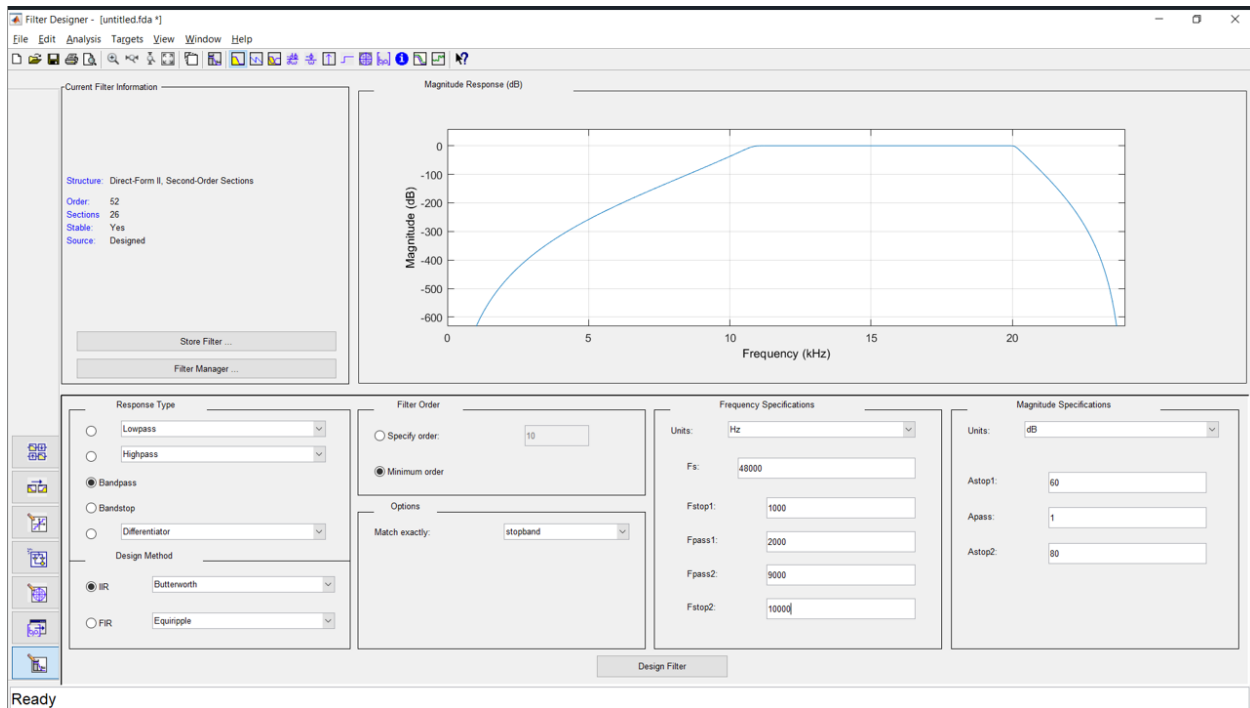 Filter Designer - [untitled.fda *]
File Edit Analysis Targets View Window Help
Current Filter Information
Structure: Direct-Form II, Second-Order Sections
Order: 52
Sections 26
Stable: Yes
Source: Designed
Store Filter ...
Filter Manager ...
Magnitude Response (dB)
Magnitude (dB)
0
-100
-200
-300
-400
-500
-600
0 5 10 15 20
Frequency (kHz)
Response Type
Lowpass
Highpass
Bandpass
Bandstop
Differentiator
Design Method
IIR Butterworth
FIR Equiripple
Filter Order
Specify order: 10
Minimum order
Options
Match exactly: stopband
Frequency Specifications
Units: Hz
Fs: 48000
Fstop1: 1000
Fpass1: 2000
Fpass2: 9000
Fstop2: 10000
Magnitude Specifications
Units: dB
Astop1: 60
Apass: 1
Astop2: 80
Design Filter
Ready